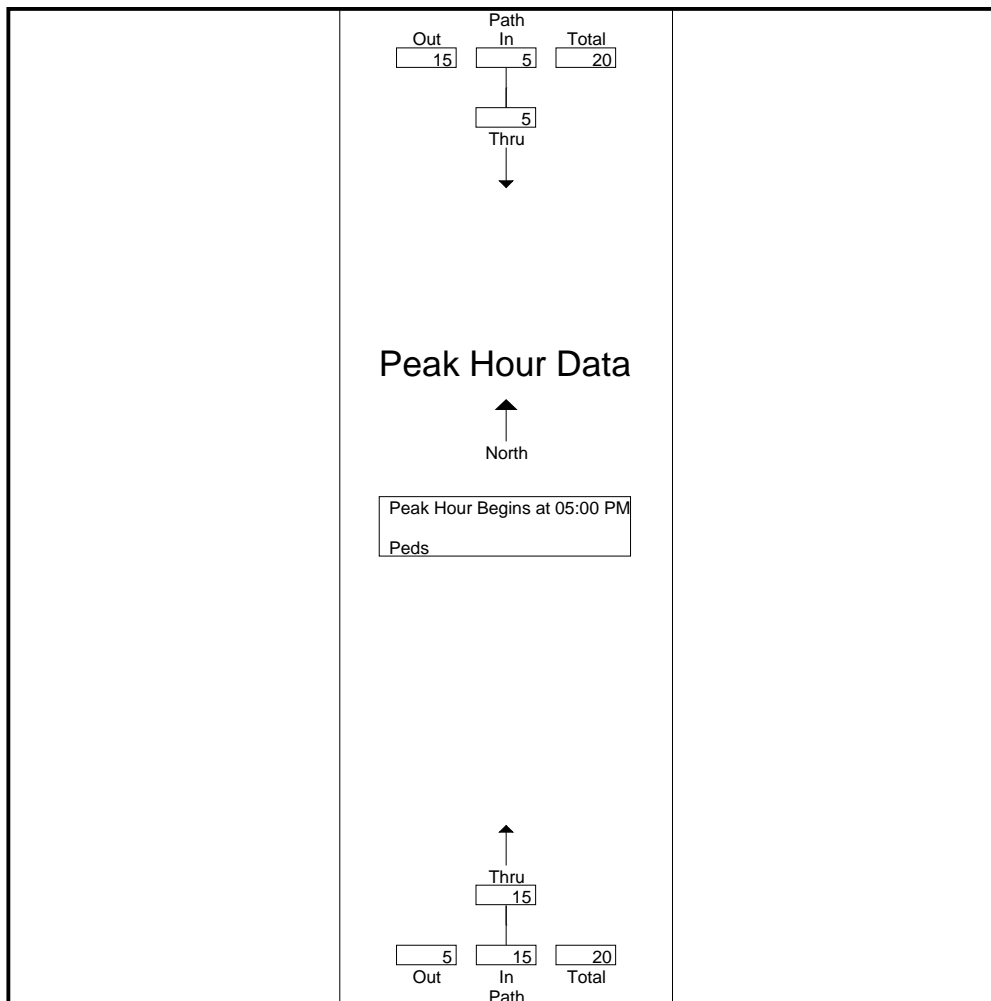 Path
Out In Total
15 5 20
5
Thru
Peak Hour Data
North
Peak Hour Begins at 05:00 PM
Peds
Thru
15
5 15 20
Out In Total
Path